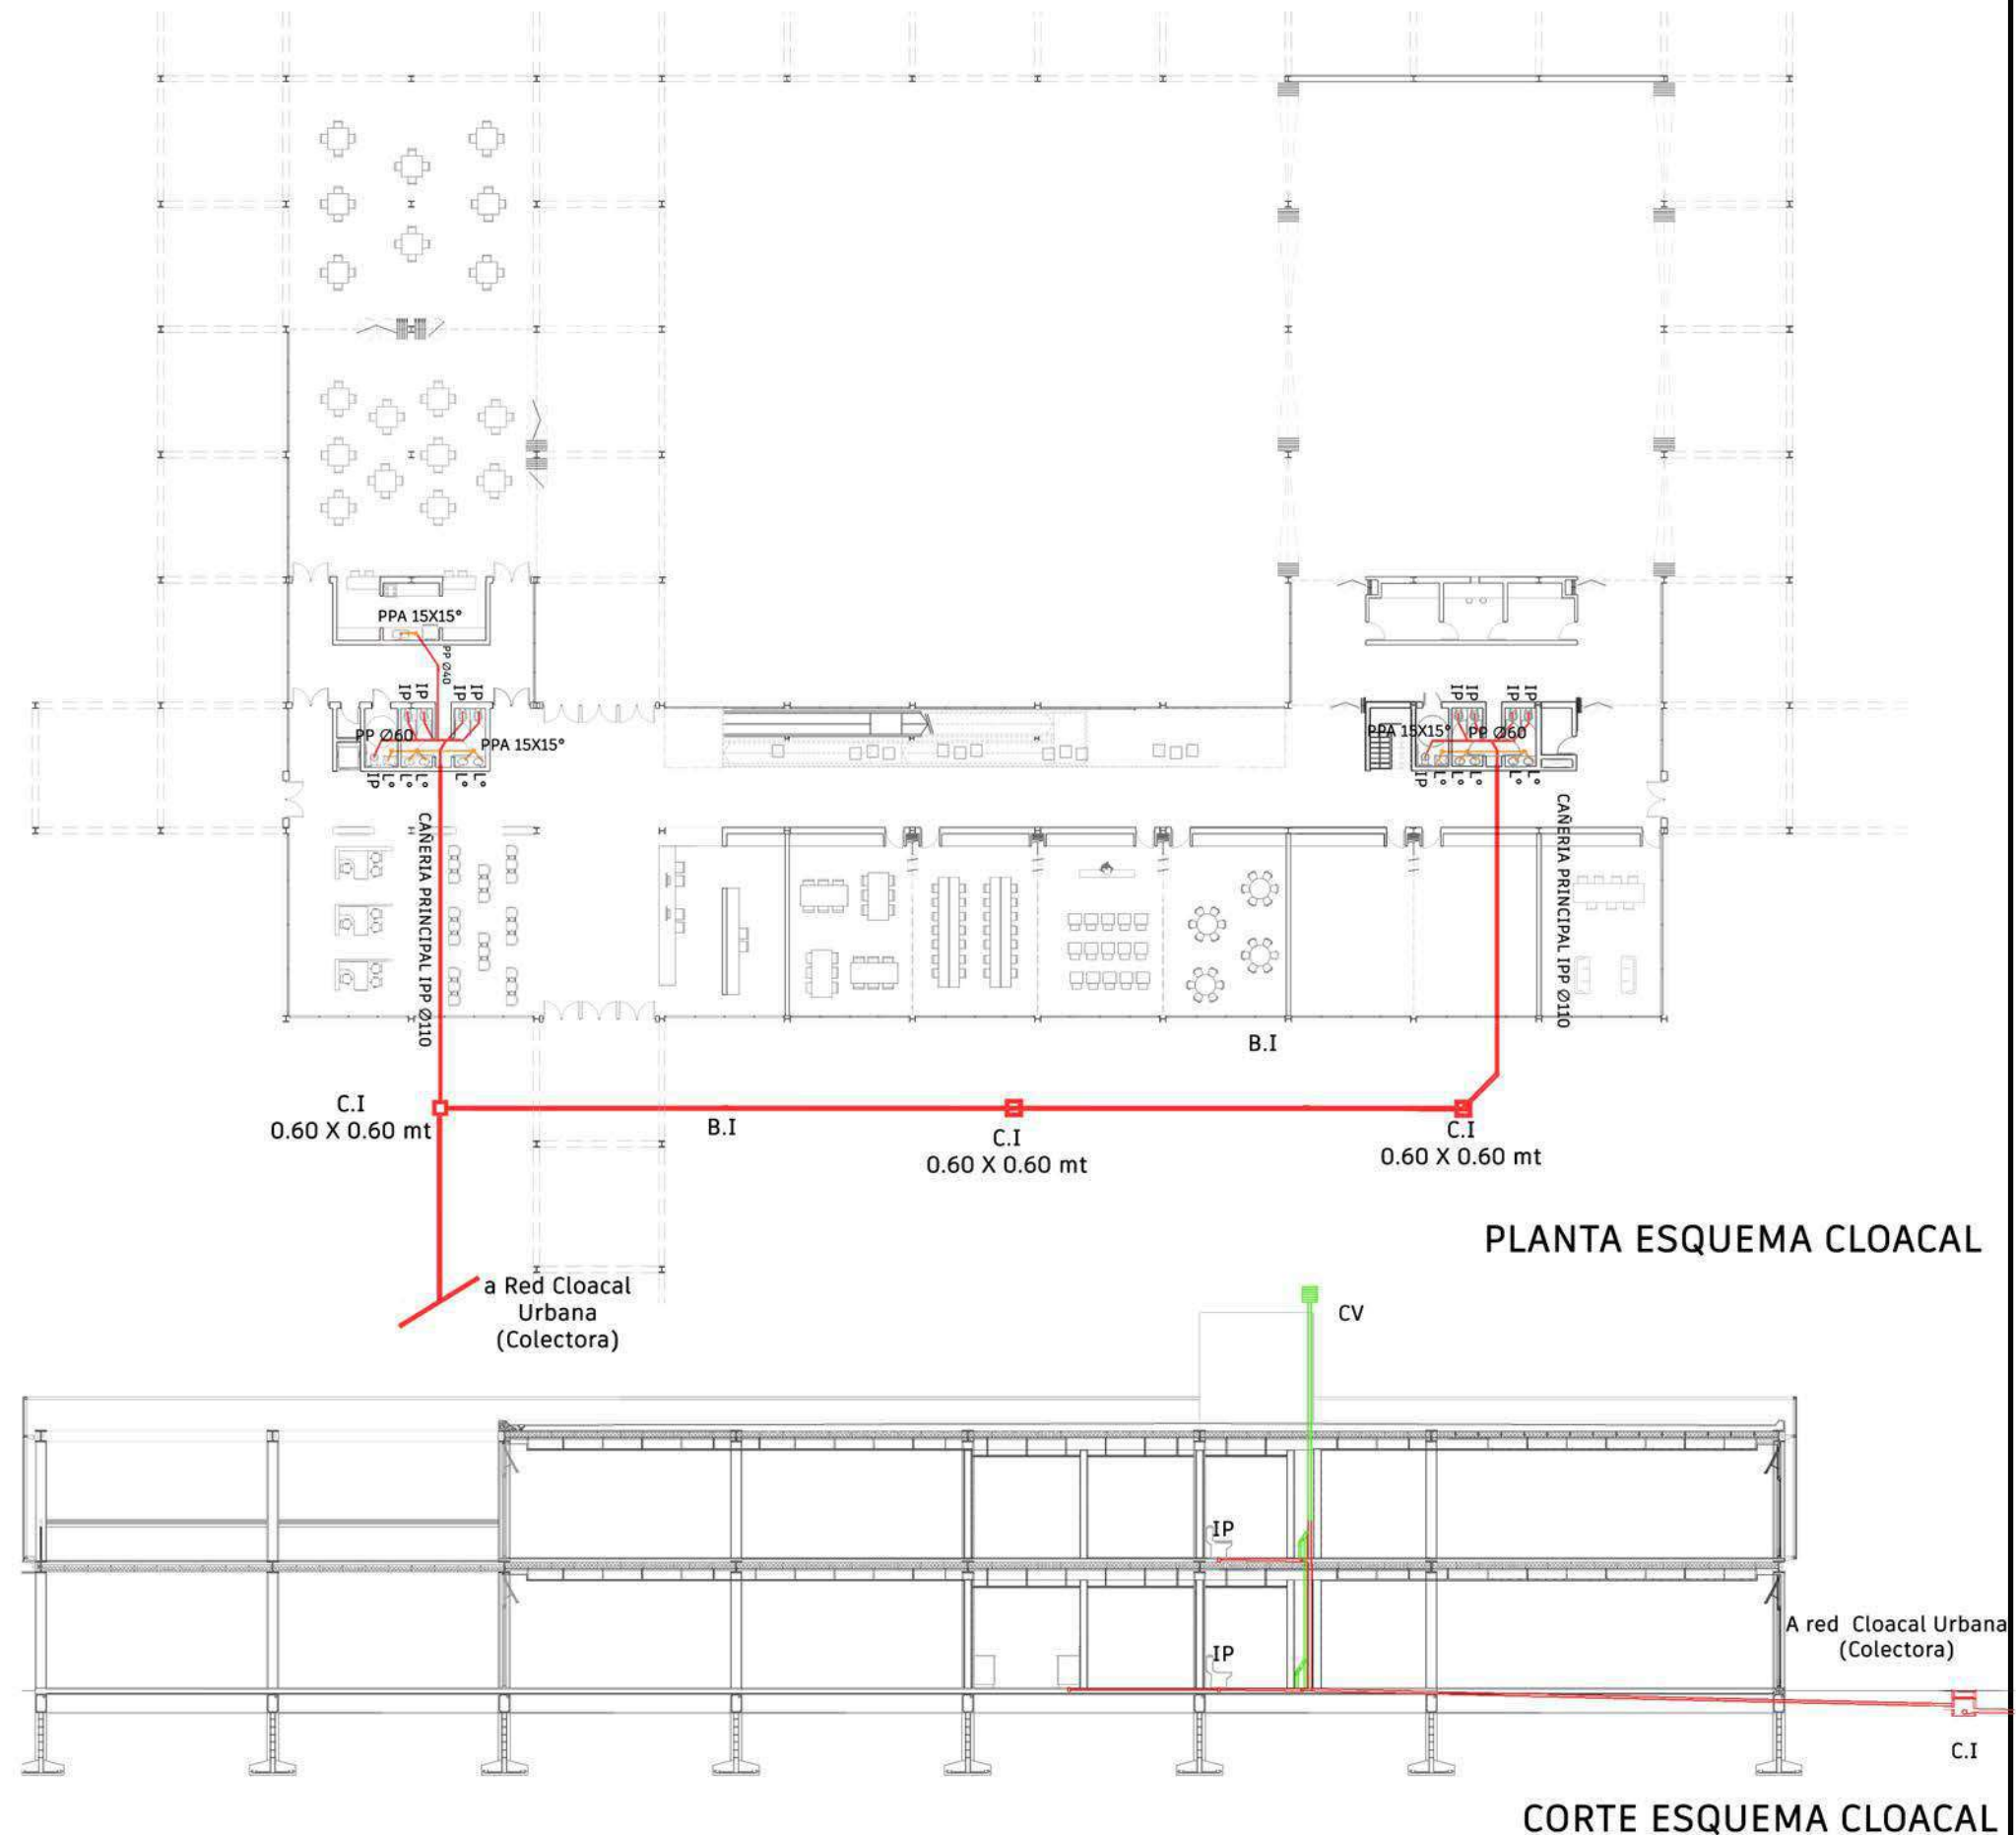 PPA 15X15°
PP Ø40
IP
IP
IP
IP
PP Ø60
PPA 15X15°
IP
L°
L°
L°
L°
L°
IP
IP
IP
IP
PPA 15X15°
PP Ø60
IP
L°
L°
L°
L°
L°
CAÑERIA PRINCIPAL IPP Ø110
CAÑERIA PRINCIPAL IPP Ø110
B.I
C.I
0.60 X 0.60 mt
B.I
C.I
0.60 X 0.60 mt
C.I
0.60 X 0.60 mt
PLANTA ESQUEMA CLOACAL
a Red Cloacal
Urbana
(Colectora)
CV
IP
IP
A red Cloacal Urbana
(Colectora)
C.I
CORTE ESQUEMA CLOACAL